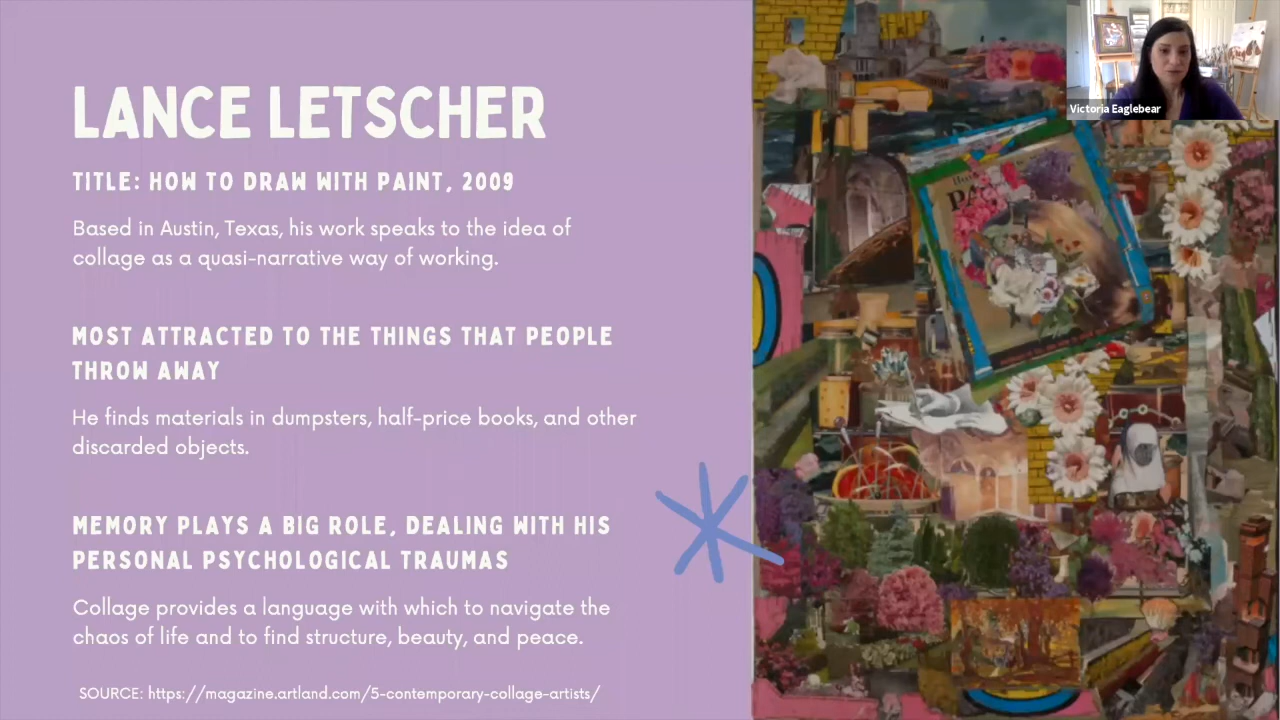 LANCE LETSCHER
TITLE: HOW TO DRAW WITH PAINT, 2009
Based in Austin, Texas, his work speaks to the idea of
collage as a quasi-narrative way of working.
MOST ATTRACTED TO THE THINGS THAT PEOPLE
THROW AWAY
He finds materials in dumpsters, half-price books, and other
discarded objects.
MEMORY PLAYS A BIG ROLE, DEALING WITH HIS
PERSONAL PSYCHOLOGICAL TRAUMAS
Collage provides a language with which to navigate the
chaos of life and to find structure, beauty, and peace.
SOURCE: https://magazine.artland.com/5-contemporary-collage-artists/
Victoria Eaglebear